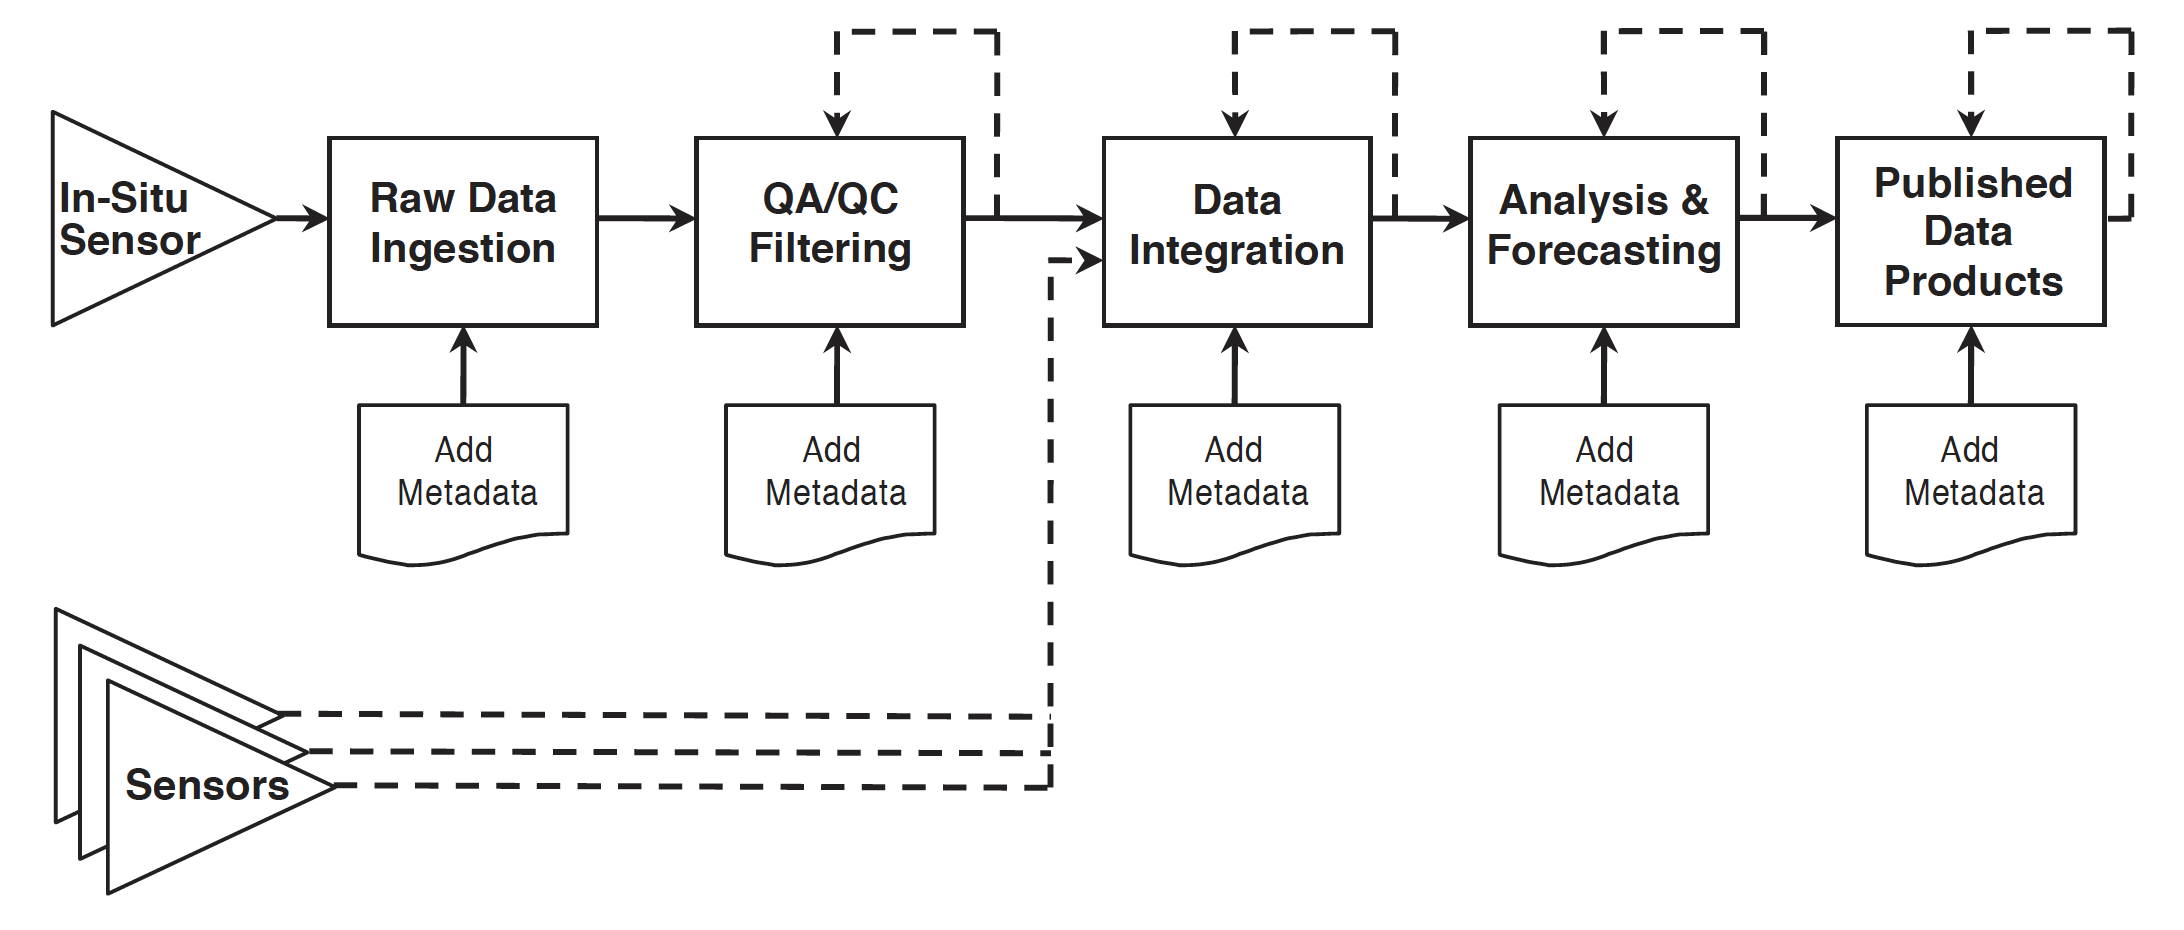 In-Situ
Sensor
Raw Data
Ingestion
QA/QC
Filtering
Data
Integration
Analysis &
Forecasting
Published
Data
Products
Add
Metadata
Add
Metadata
Add
Metadata
Add
Metadata
Add
Metadata
Sensors